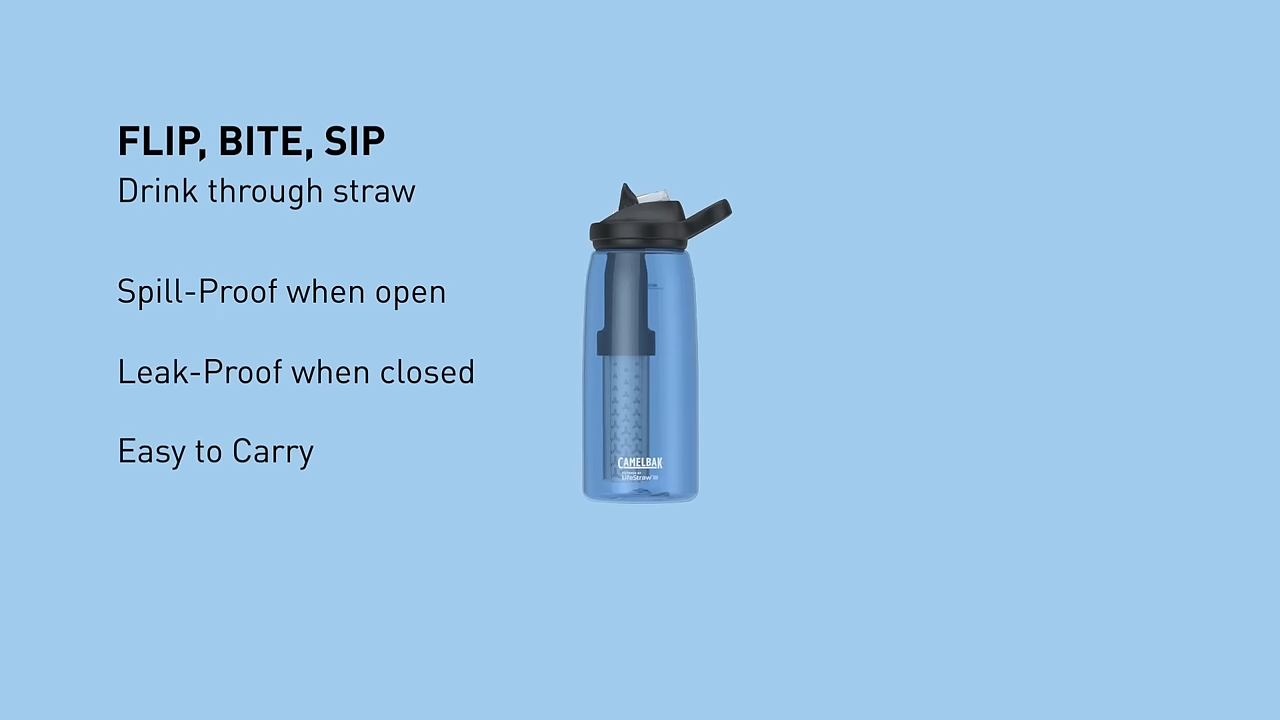 FLIP, BITE, SIP
Drink through straw
Spill-Proof when open
Leak-Proof when closed
Easy to Carry
CAMELBAK
LifeStraw